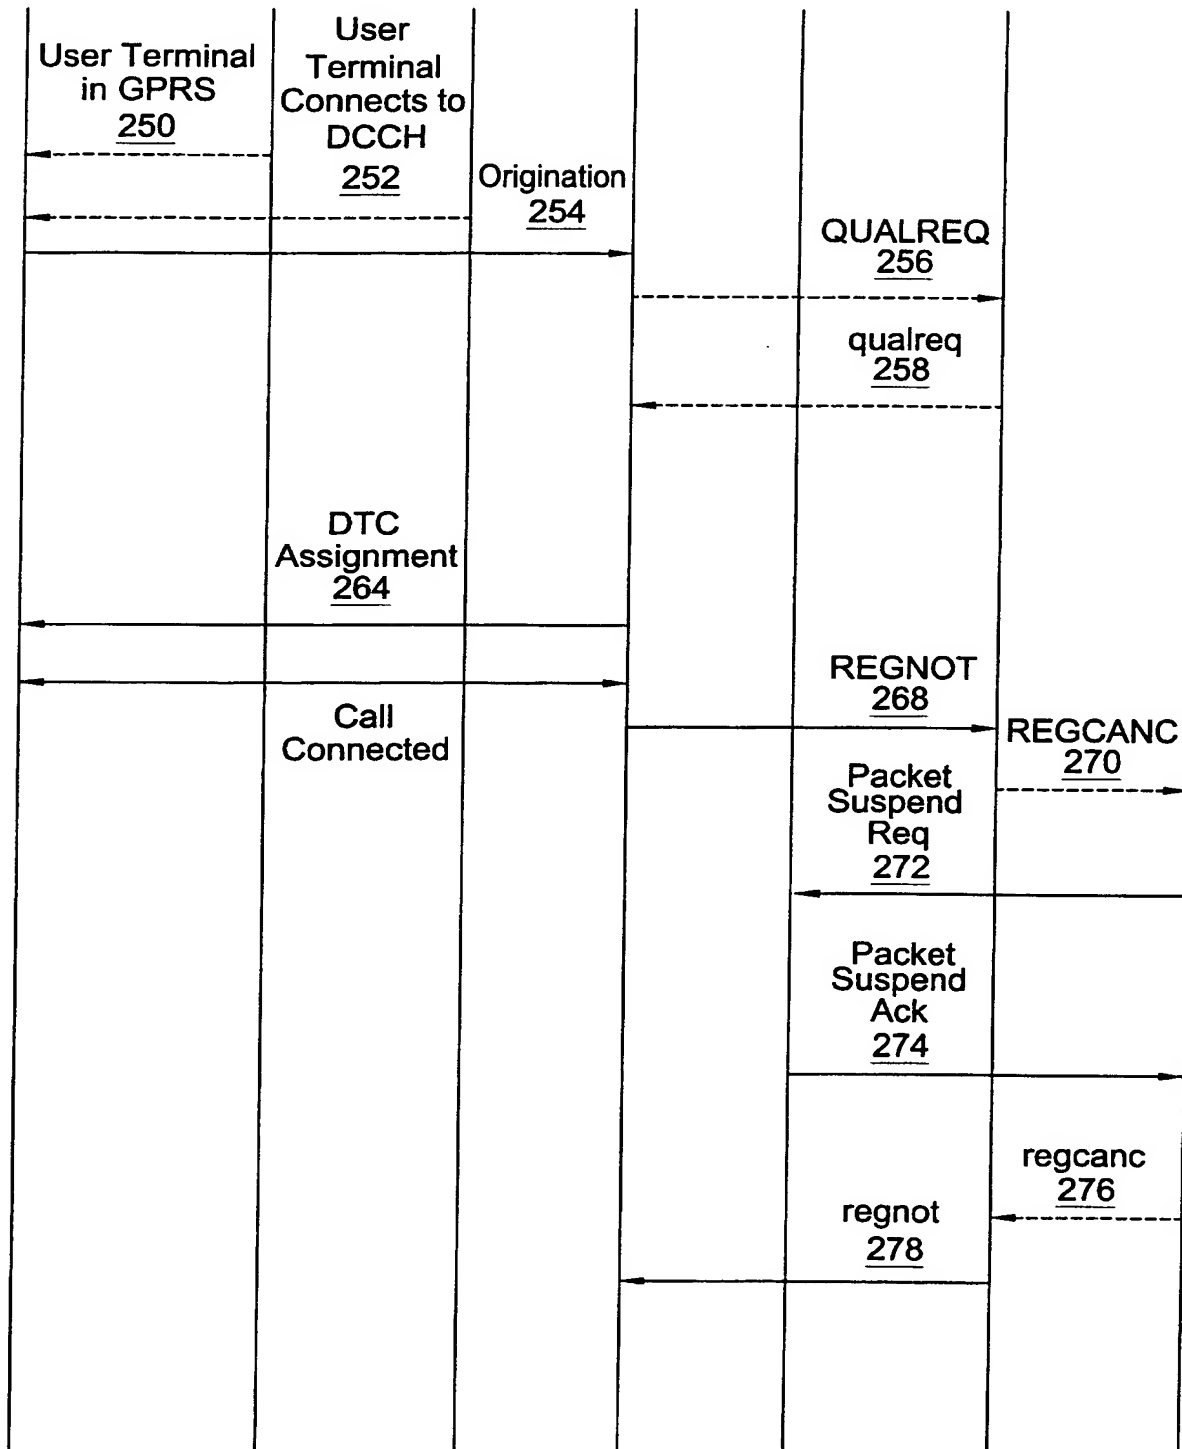 User Terminal
in GPRS
250
User
Terminal
Connects to
DCCH
252
Origination
254
QUALREQ
256
qualreq
258
DTC
Assignment
264
Call
Connected
REGNOT
268
REGCANC
270
Packet
Suspend
Req
272
Packet
Suspend
Ack
274
regcanc
276
regnot
278